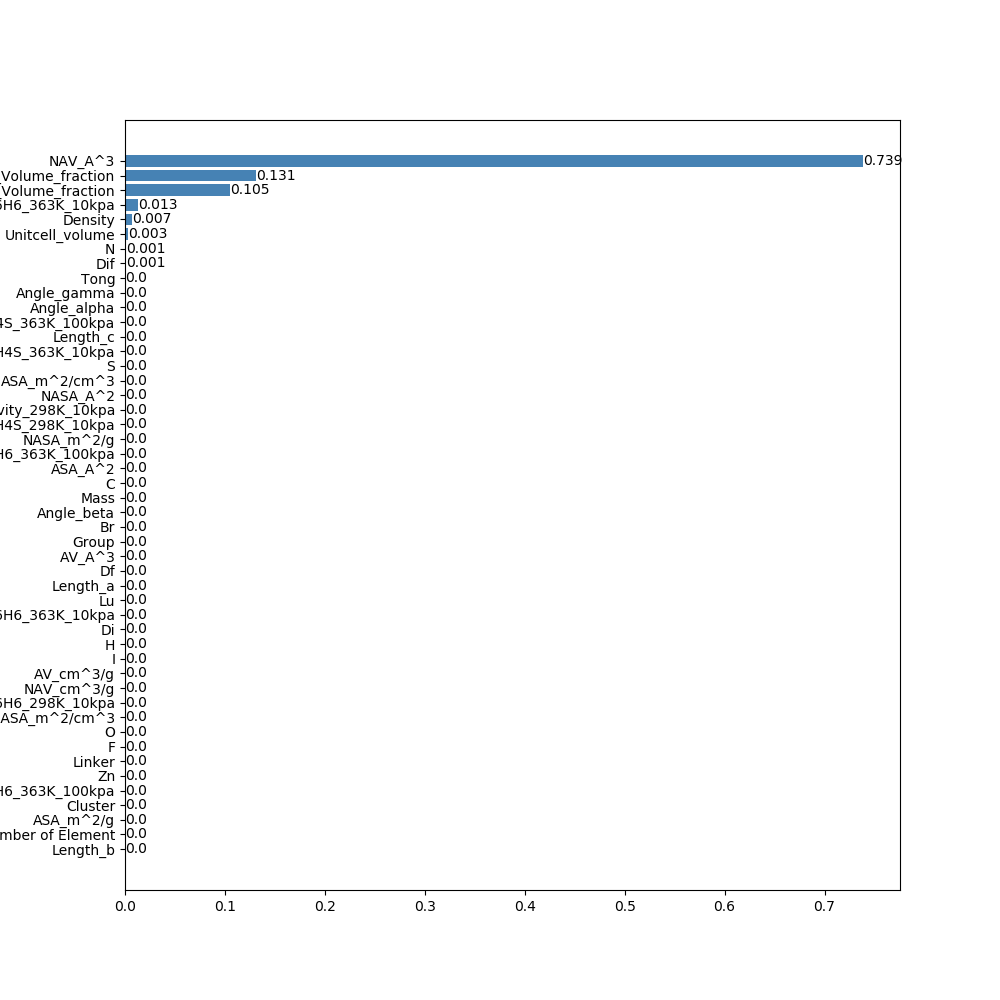 NAV_A^3 0.739
_Volume_fraction 0.131
_Volume_fraction 0.105
H6_363K_10kpa 0.013
Density 0.007
Unitcell_volume 0.003
N 0.001
Dif 0.001
Tong 0.0
Angle_gamma 0.0
Angle_alpha 0.0
4S_363K_100kpa 0.0
Length_c 0.0
H4S_363K_10kpa 0.0
S 0.0
ASA_m^2/cm^3 0.0
NASA_A^2 0.0
vity_298K_10kpa 0.0
H4S_298K_10kpa 0.0
NASA_m^2/g 0.0
H6_363K_100kpa 0.0
ASA_A^2 0.0
C 0.0
Mass 0.0
Angle_beta 0.0
Br 0.0
Group 0.0
AV_A^3 0.0
Df 0.0
Length_a 0.0
Lu 0.0
6H6_363K_10kpa 0.0
Di 0.0
H 0.0
I 0.0
AV_cm^3/g 0.0
NAV_cm^3/g 0.0
6H6_298K_10kpa 0.0
ASA_m^2/cm^3 0.0
O 0.0
F 0.0
Linker 0.0
Zn 0.0
H6_363K_100kpa 0.0
Cluster 0.0
ASA_m^2/g 0.0
mber of Element 0.0
Length_b 0.0
0.0 0.1 0.2 0.3 0.4 0.5 0.6 0.7